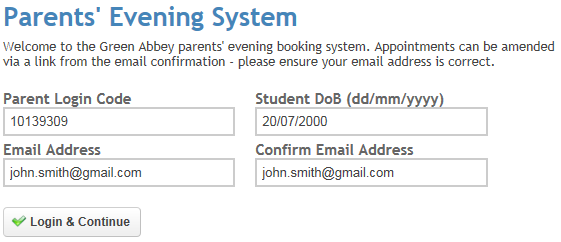 Parents' Evening System
Welcome to the Green Abbey parents' evening booking system. Appointments can be amended
via a link from the email confirmation - please ensure your email address is correct.
Parent Login Code
Student DoB (dd/mm/yyyy)
10139309
20/07/2000
Email Address
Confirm Email Address
john.smith@gmail.com
john.smith@gmail.com
Login & Continue